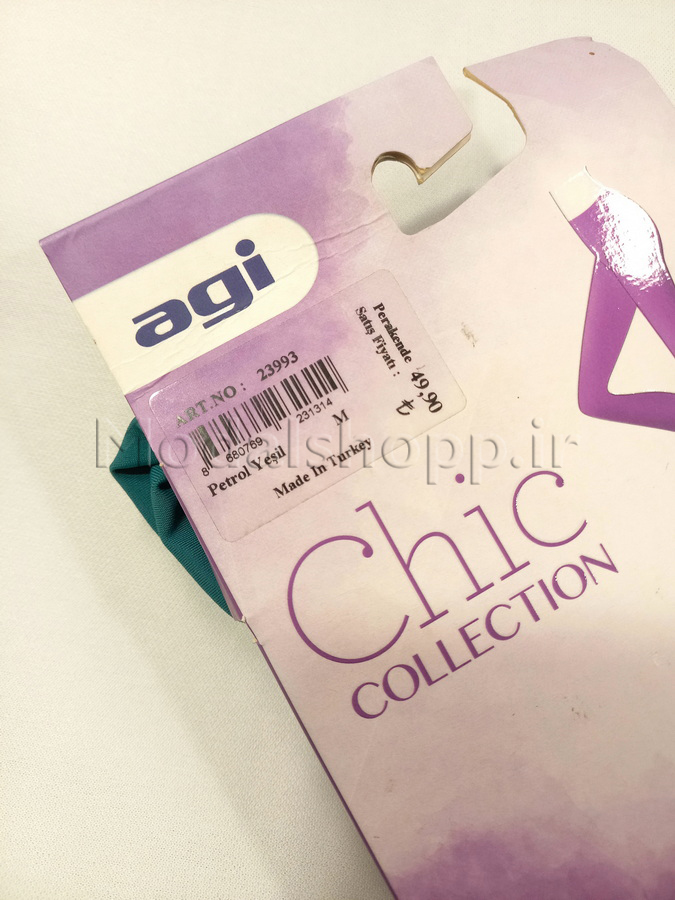 agi
ART.NO : 23993
8 680769 231314
Petrol Yeşil M
Made In Turkey
Perakende
Satış Fiyatı : 49,90
₺
Modalshopp.ir
Chic
COLLECTION